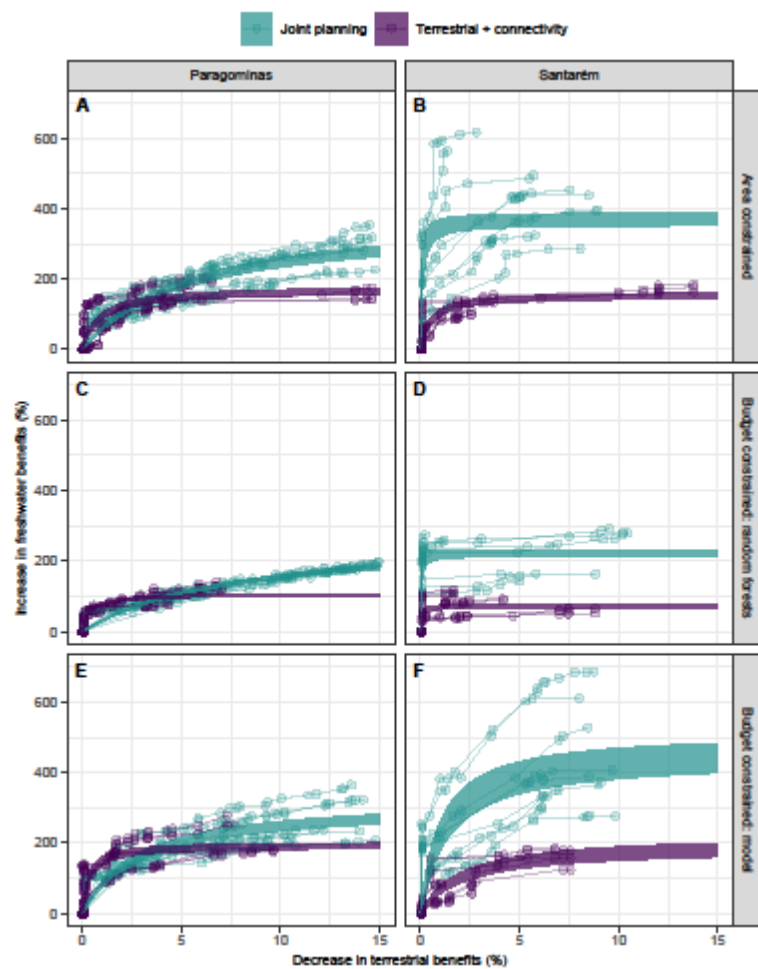 Joint planning Terrestrial + connectivity
Paragominas Santarém
A B
600
400
200
0
Area constrained
C D
600
400
200
0
Budget constrained: random forests
E F
600
400
200
0
Budget constrained: model
0 5 10 15 0 5 10 15
Increase in freshwater benefits (%)
Decrease in terrestrial benefits (%)